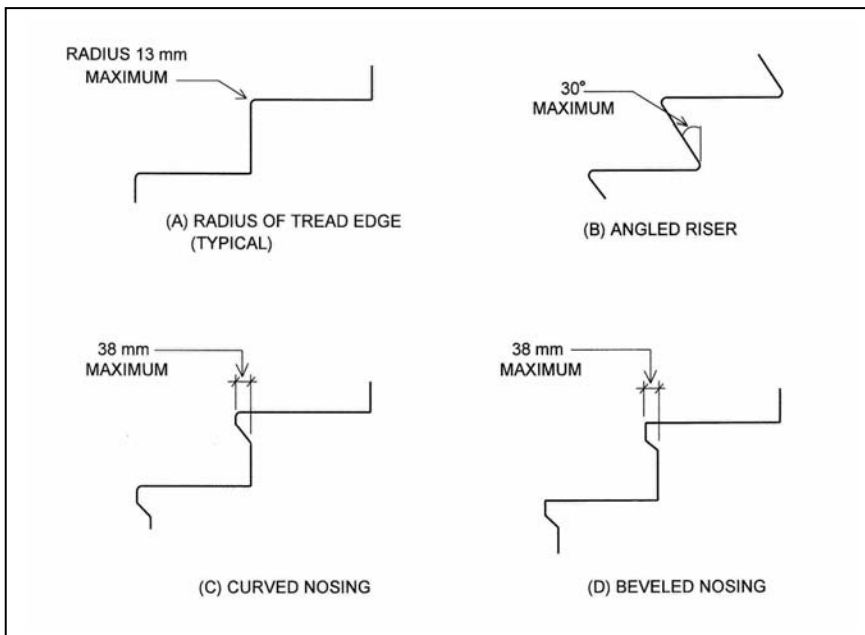 RADIUS 13 mm
MAXIMUM
(A) RADIUS OF TREAD EDGE
(TYPICAL)
30°
MAXIMUM
(B) ANGLED RISER
38 mm
MAXIMUM
(C) CURVED NOSING
38 mm
MAXIMUM
(D) BEVELED NOSING